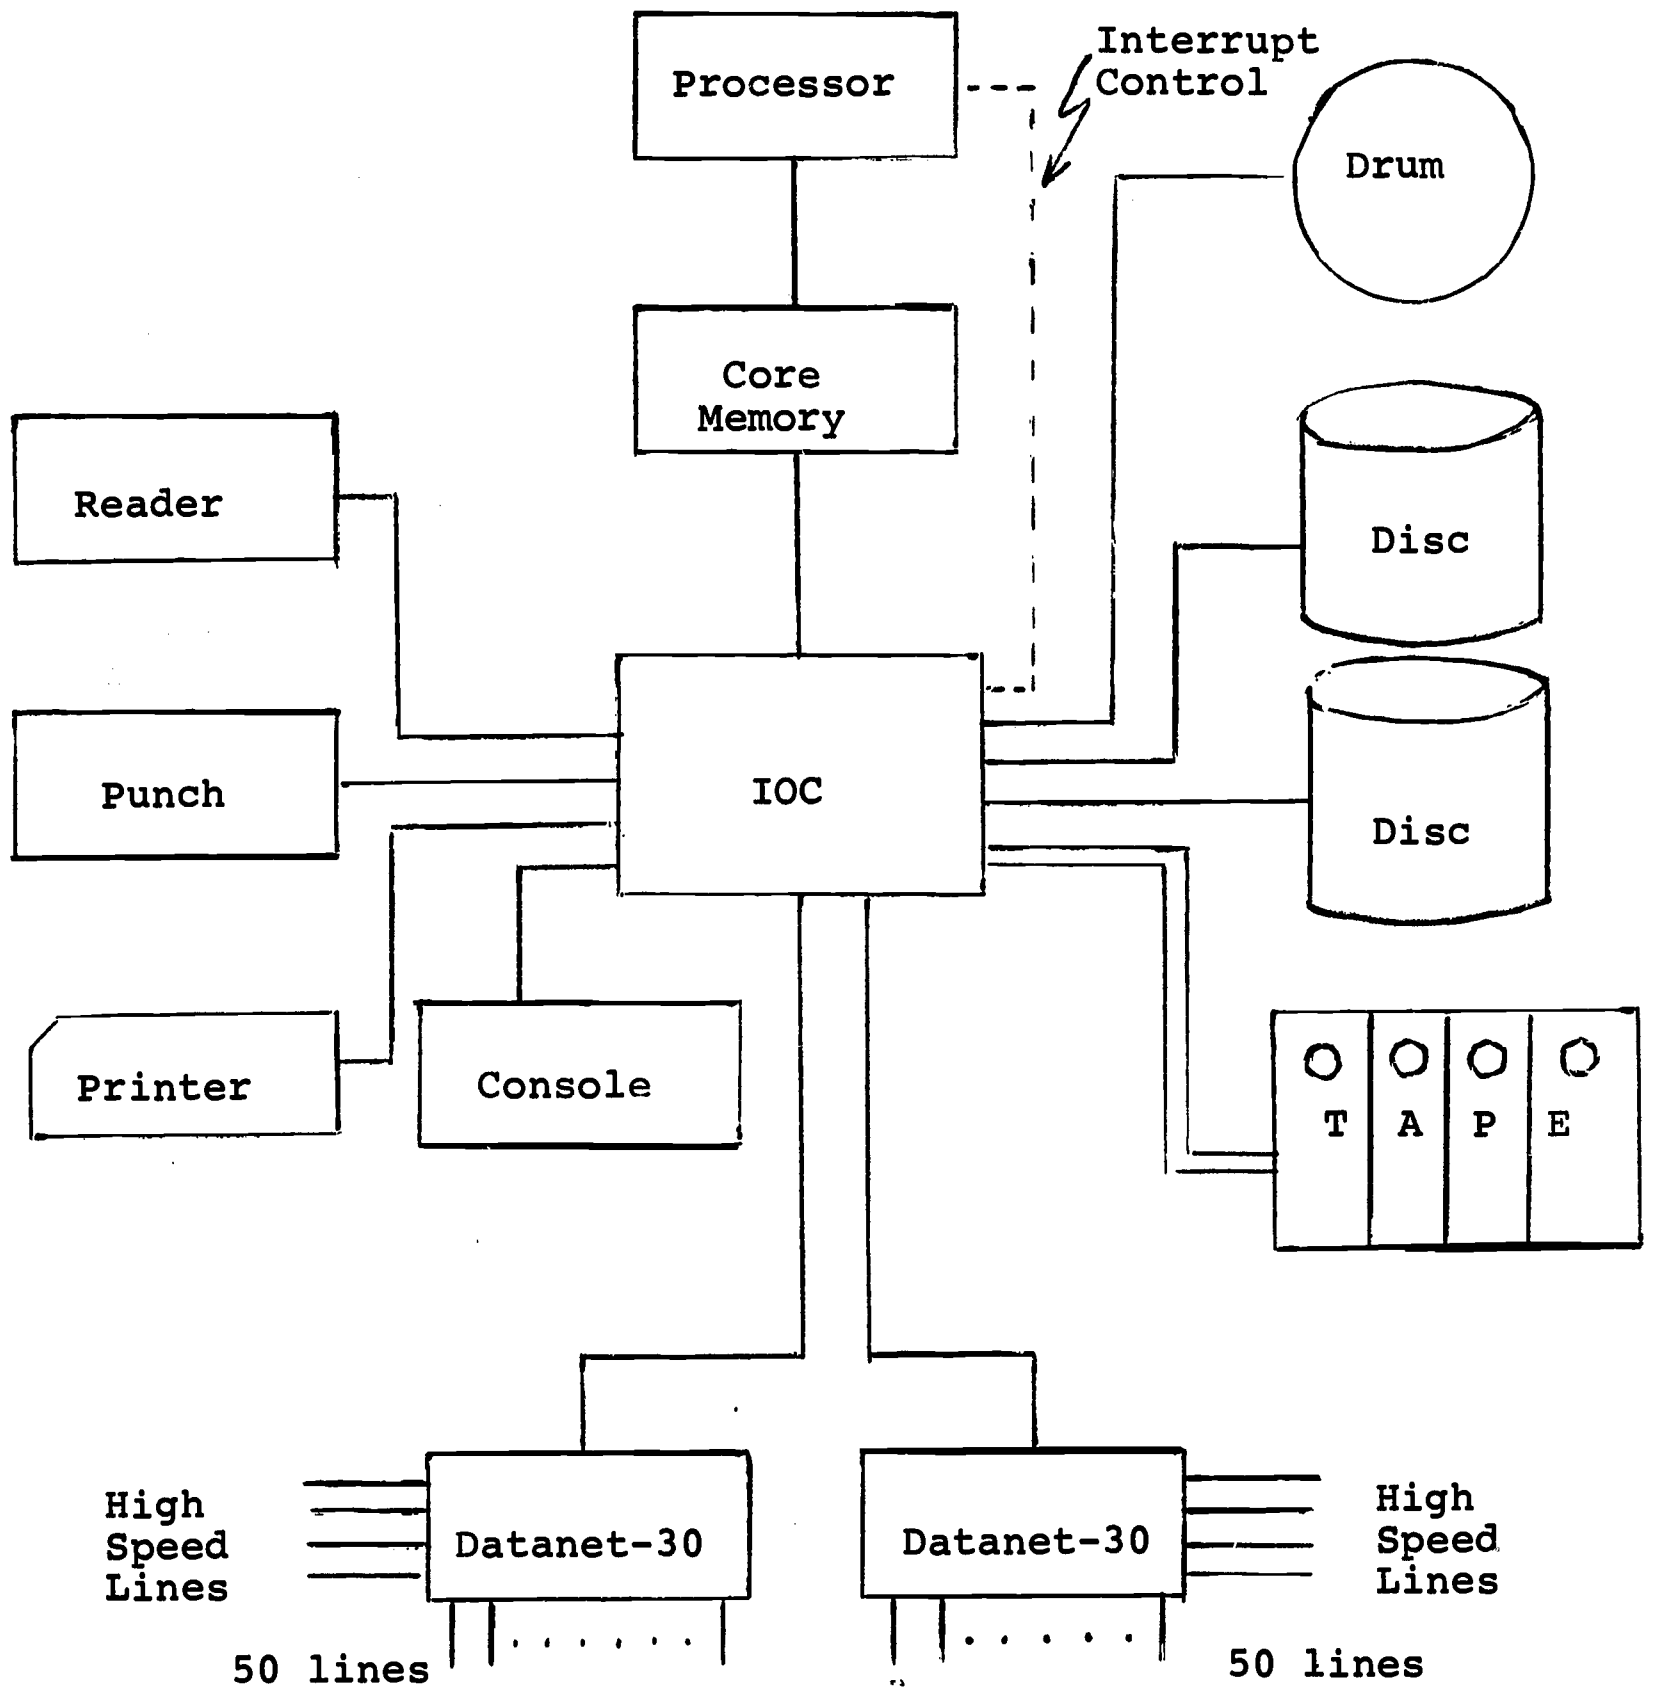 Interrupt
Control
Processor
Drum
Core
Memory
Reader
Disc
Punch
IOC
Disc
Printer
Console
T A P E
High
Speed
Lines
Datanet-30
Datanet-30
High
Speed
Lines
50 lines
50 lines